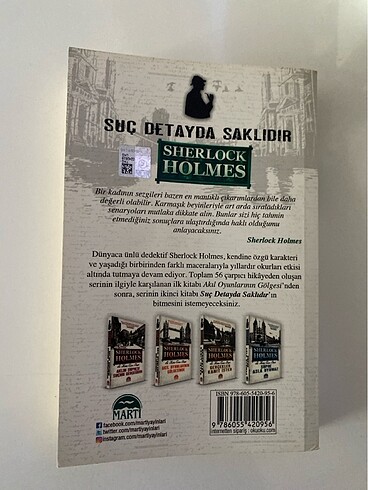 SUÇ DETAYDA SAKLIDIR
SHERLOCK
HOLMES
Bir kadının sezgileri bazen en mantıklı çıkarımlardan bile daha
değerli olabilir. Karmaşık beyinleriyle art arda sıraladıkları
senaryoları mutlaka dikkate alın. Bunlar sizi hiç tahmin
etmediğiniz sonuçlara ulaştırdığında haklı olduğumu
anlayacaksınız.
Sherlock Holmes
Dünyaca ünlü dedektif Sherlock Holmes, kendine özgü karakteri
ve yaşadığı birbirinden farklı maceralarıyla yıllardır okurları etkisi
altında tutmaya devam ediyor. Toplam 56 çarpıcı hikâyeden oluşan
serinin ilgiyle karşılanan ilk kitabı Akıl Oyunlarının Gölgesi'nden
sonra, serinin ikinci kitabı Suç Detayda Saklıdır'ın
bitmesini istemeyeceksiniz.
SHERLOCK
HOLMES
SHERLOCK
HOLMES
SHERLOCK
HOLMES
SHERLOCK
HOLMES
MARTI
facebook.com/martiyayinlari
twitter.com/martiyayinlari
instagram.com/martiyayinlari
ISBN: 978-605-5420-95-6
9 786055 420956
internetten sipariş : okuoku.com